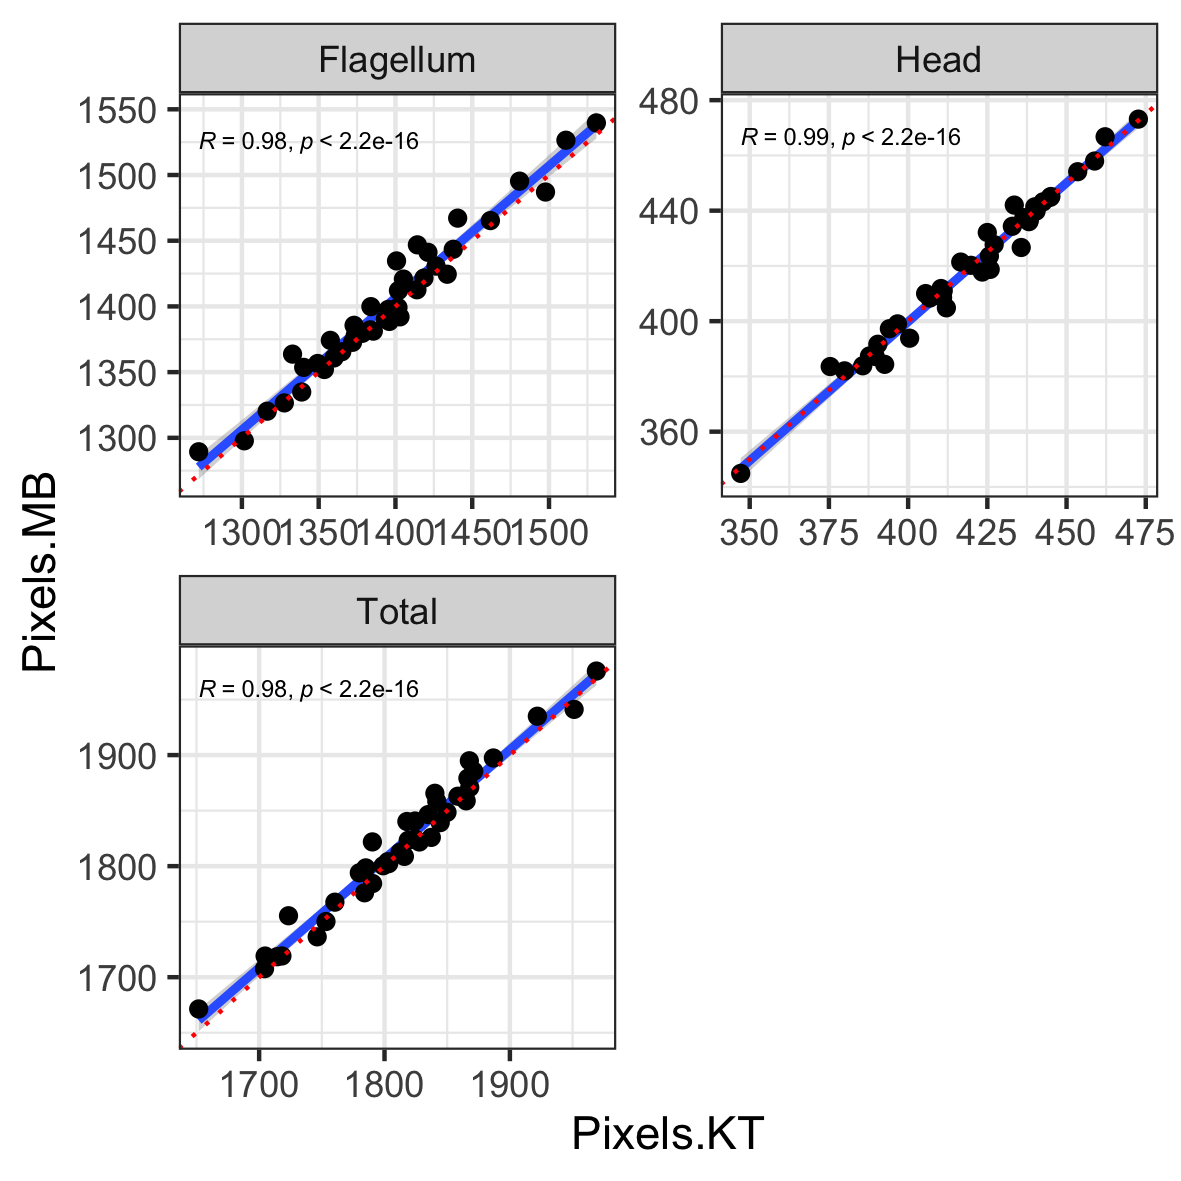 Flagellum
Head
1550
1500
1450
1400
1350
1300
R = 0.98, p < 2.2e-16
1300 1350 1400 1450 1500
480
440
400
360
R = 0.99, p < 2.2e-16
350 375 400 425 450 475
Pixels.MB
Total
1900
1800
1700
R = 0.98, p < 2.2e-16
1700 1800 1900
Pixels.KT